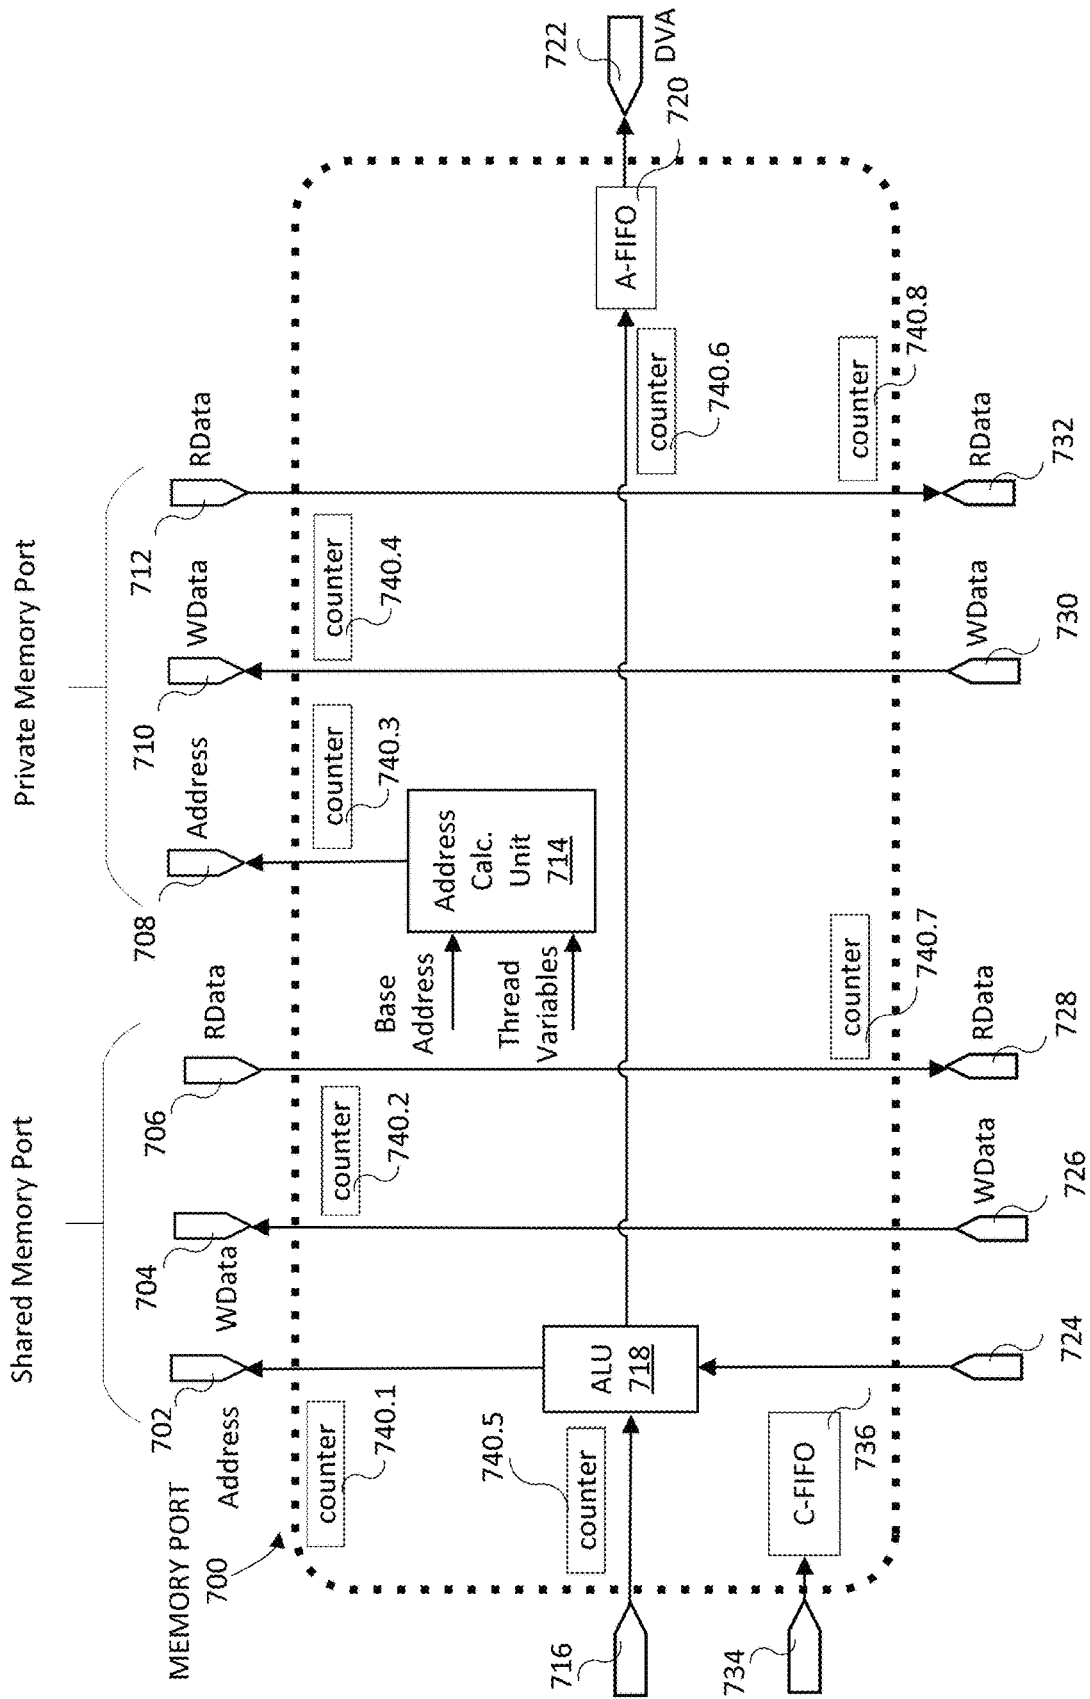 Shared Memory Port
Private Memory Port
MEMORY PORT
700
702
Address
704
WData
706
RData
708
Address
710
WData
712
RData
counter
740.1
counter
740.2
counter
740.3
counter
740.4
Base
Address
Thread
Variables
Address
Calc.
Unit
714
740.5
counter
716
ALU
718
counter
740.6
A-FIFO
720
722
DVA
734
C-FIFO
736
counter
740.7
counter
740.8
724
WData
726
RData
728
WData
730
RData
732